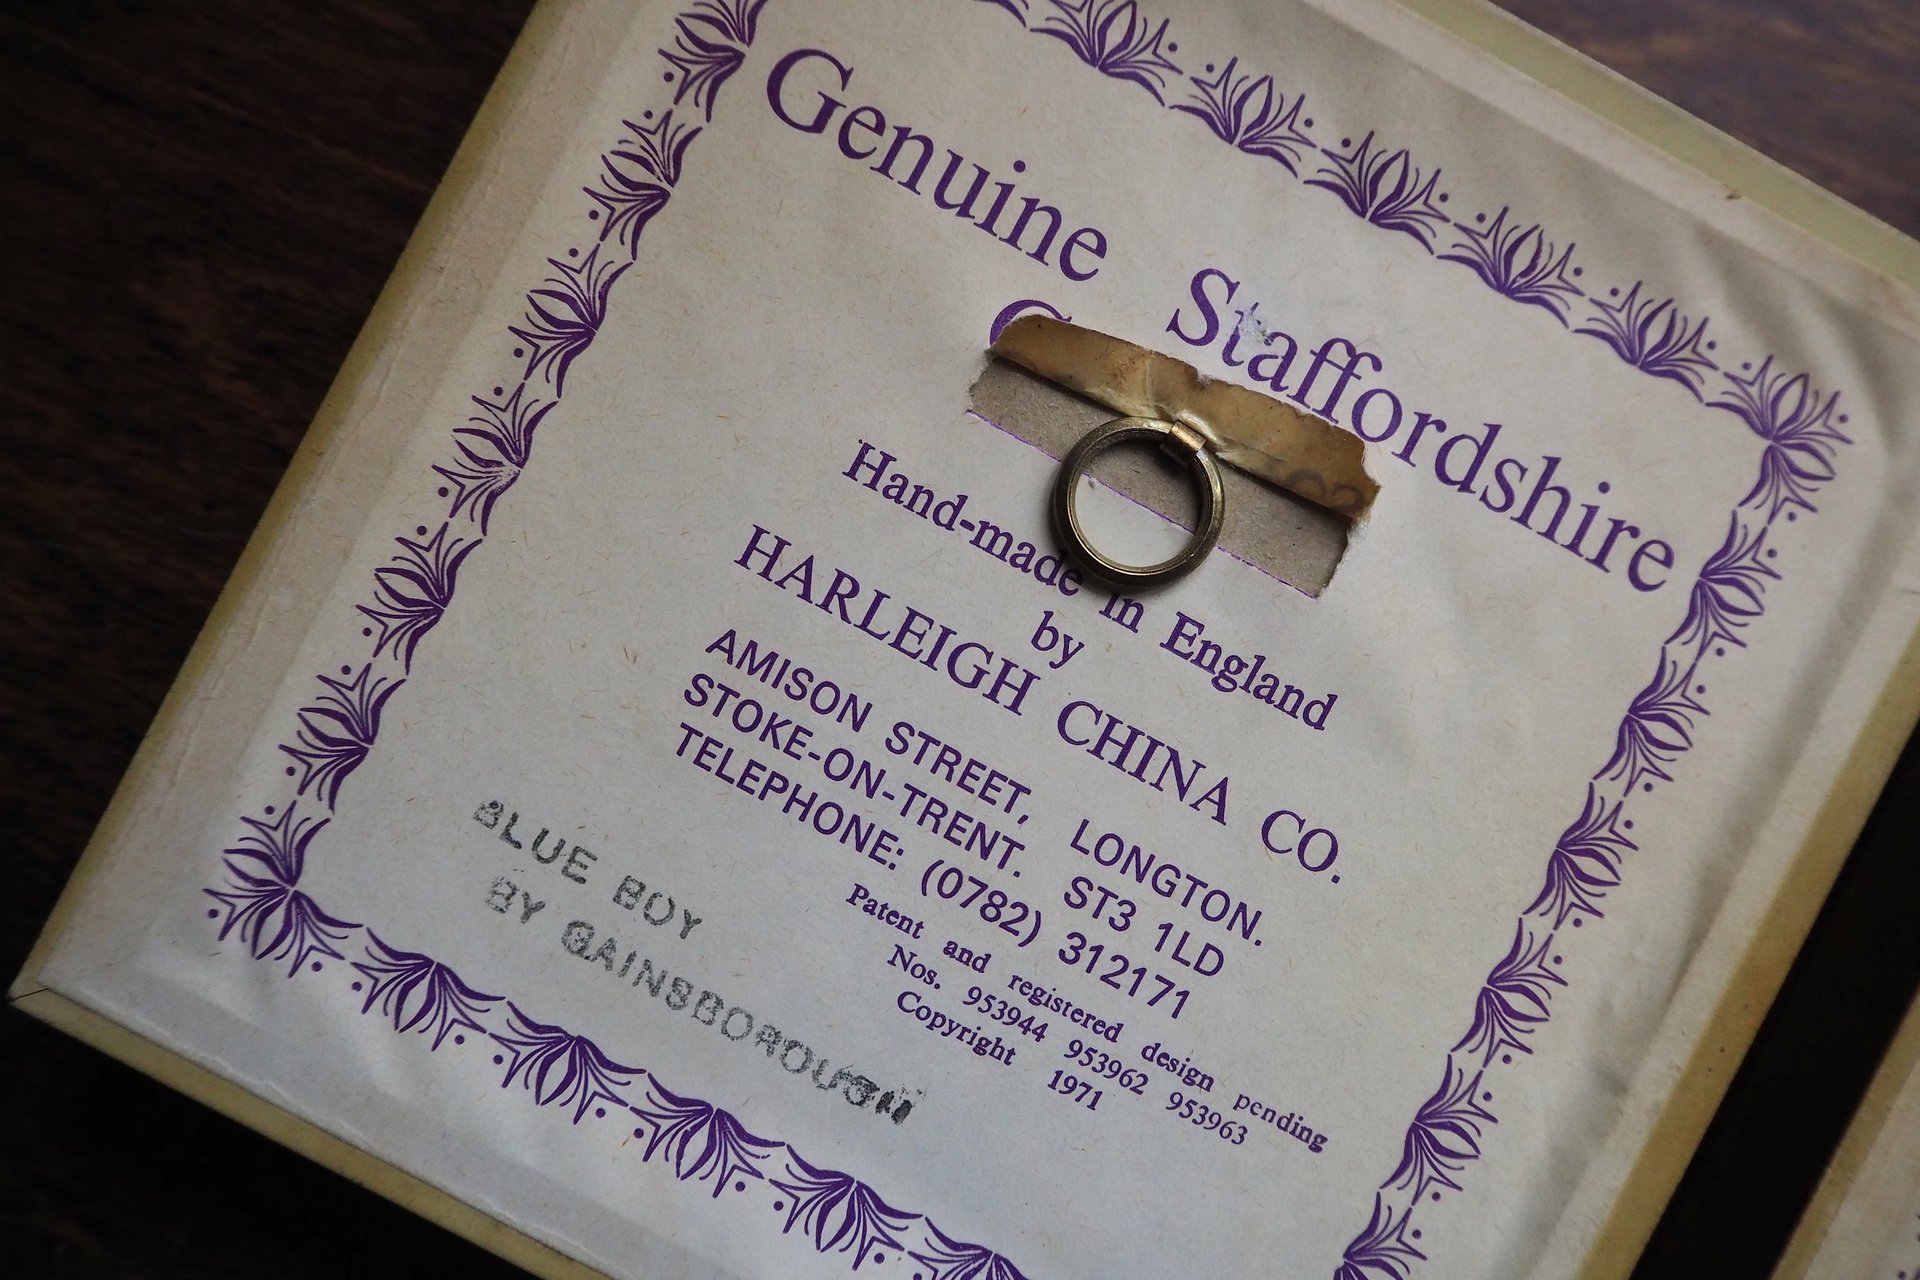 Genuine Staffordshire
Hand-made in England
by
HARLEIGH CHINA CO.
AMISON STREET, LONGTON.
STOKE-ON-TRENT. ST3 1LD
TELEPHONE: (0782) 312171
Patent and registered design pending
Nos. 953944 953962 953963
Copyright 1971
BLUE BOY
BY GAINSBOROUGH